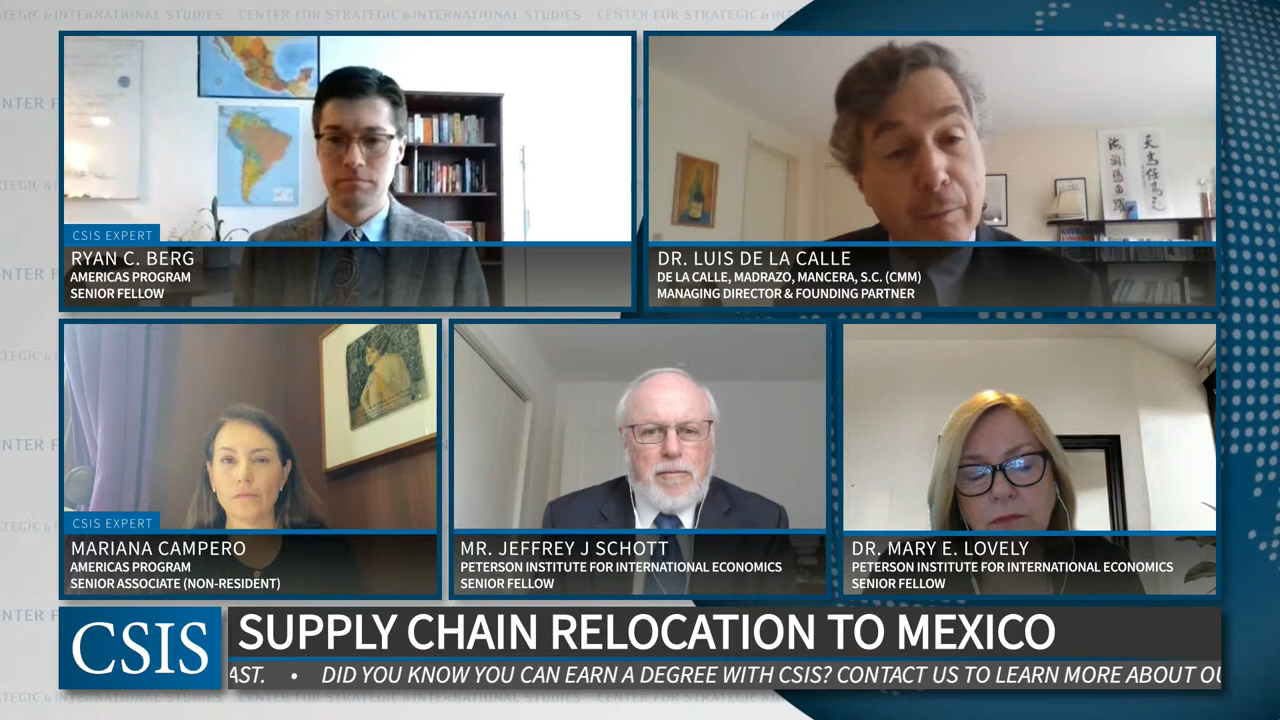 CENTER FOR STRATEGIC & INTERNATIONAL STUDIES
CSIS EXPERT
RYAN C. BERG
AMERICAS PROGRAM
SENIOR FELLOW
DR. LUIS DE LA CALLE
DE LA CALLE, MADRAZO, MANCERA, S.C. (CMM)
MANAGING DIRECTOR & FOUNDING PARTNER
CSIS EXPERT
MARIANA CAMPERO
AMERICAS PROGRAM
SENIOR ASSOCIATE (NON-RESIDENT)
MR. JEFFREY J SCHOTT
PETERSON INSTITUTE FOR INTERNATIONAL ECONOMICS
SENIOR FELLOW
DR. MARY E. LOVELY
PETERSON INSTITUTE FOR INTERNATIONAL ECONOMICS
SENIOR FELLOW
CSIS
SUPPLY CHAIN RELOCATION TO MEXICO
AST. • DID YOU KNOW YOU CAN EARN A DEGREE WITH CSIS? CONTACT US TO LEARN MORE ABOUT OU